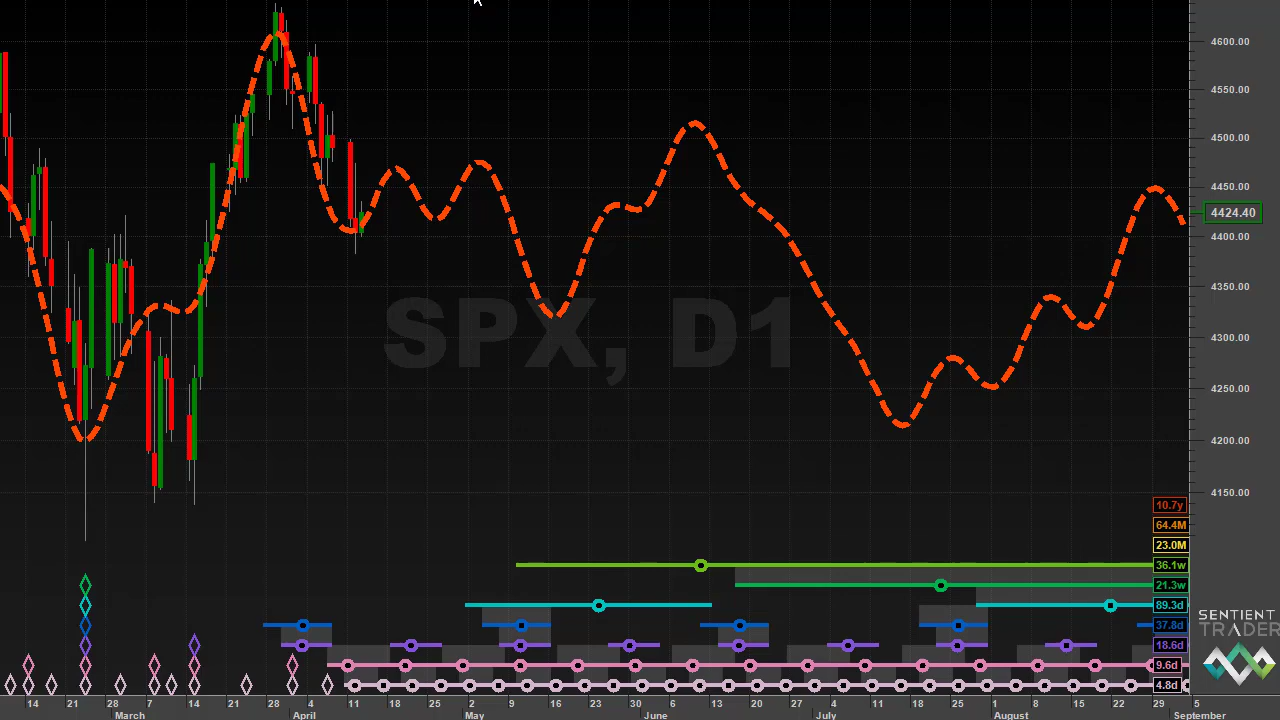 SPX, D1
4600.00
4550.00
4500.00
4450.00
4424.40
4400.00
4350.00
4300.00
4250.00
4200.00
4150.00
10.7y
64.4M
23.0M
36.1w
21.3w
89.3d
37.8d
18.6d
9.6d
4.8d
SENTIENT
TRADER
14 21 28 7 14 21 28 4 11 18 25 2 9 16 23 30 6 13 20 27 4 11 18 25 1 8 15 22 29 5
March April May June July August September